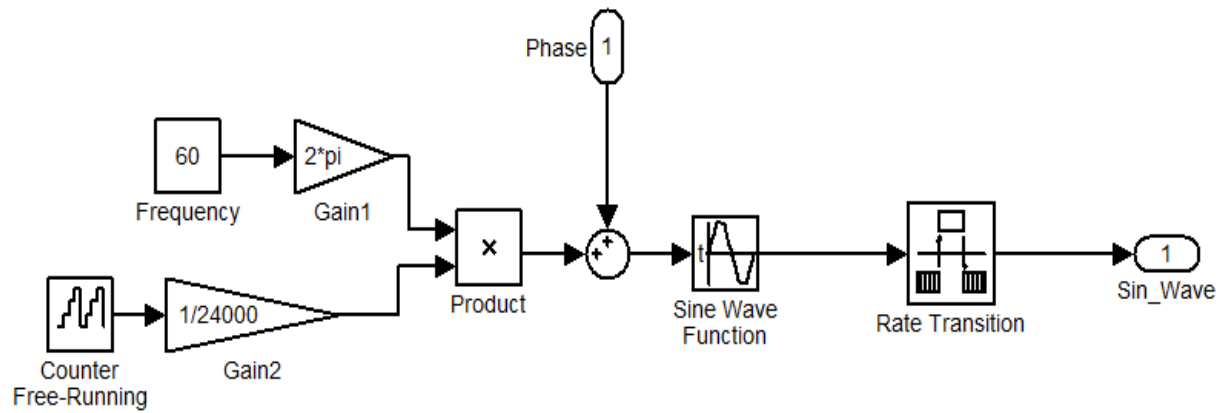 Phase
1
60
2*pi
Frequency
Gain1
×
Product
++
t
Sine Wave
Function
Rate Transition
1
Sin_Wave
1/24000
Gain2
Counter
Free-Running